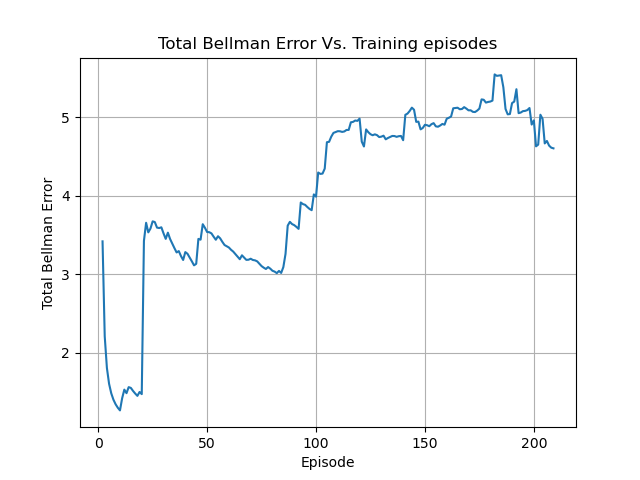 Total Bellman Error Vs. Training episodes
Total Bellman Error
5
4
3
2
0 50 100 150 200
Episode